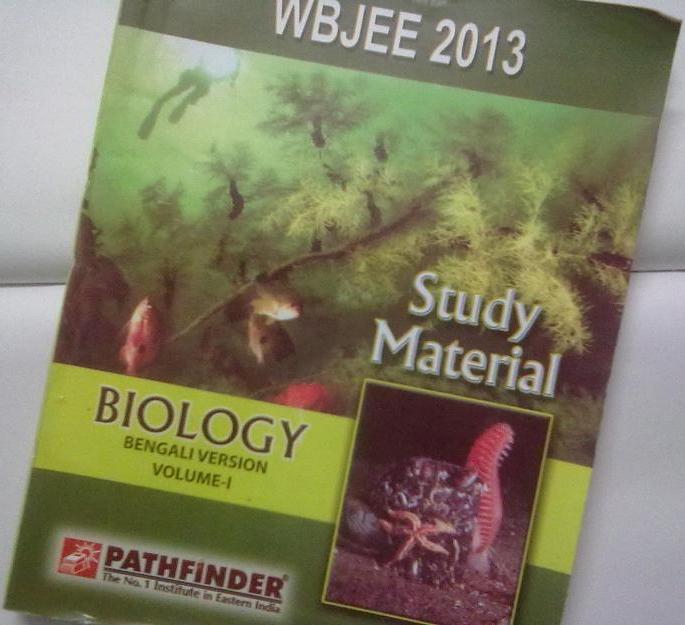 WBJEE 2013
Study
Material
BIOLOGY
BENGALI VERSION
VOLUME-I
PATHFINDER
The No. 1 Institute in Eastern India